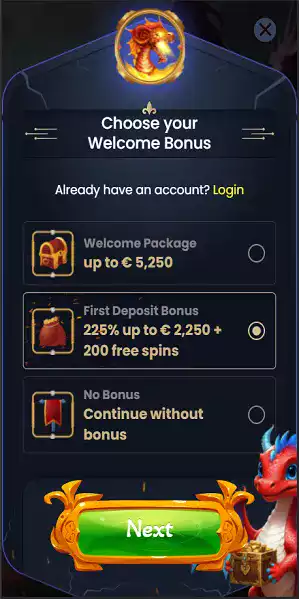 Choose your
Welcome Bonus
Already have an account? Login
Welcome Package
up to € 5,250
First Deposit Bonus
225% up to € 2,250 +
200 free spins
No Bonus
Continue without
bonus
Next